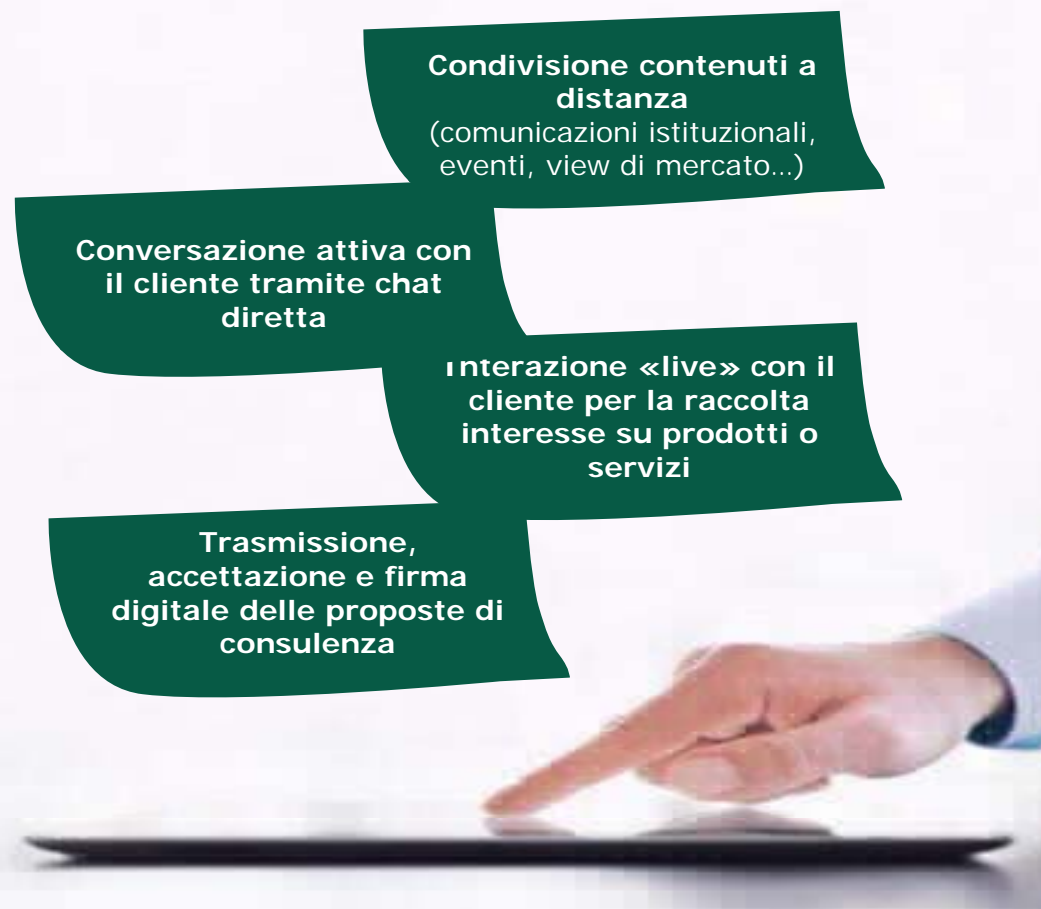 Condivisione contenuti a
distanza
(comunicazioni istituzionali,
eventi, view di mercato...)
Conversazione attiva con
il cliente tramite chat
diretta
Interazione «live» con il
cliente per la raccolta
interesse su prodotti o
servizi
Trasmissione,
accettazione e firma
digitale delle proposte di
consulenza